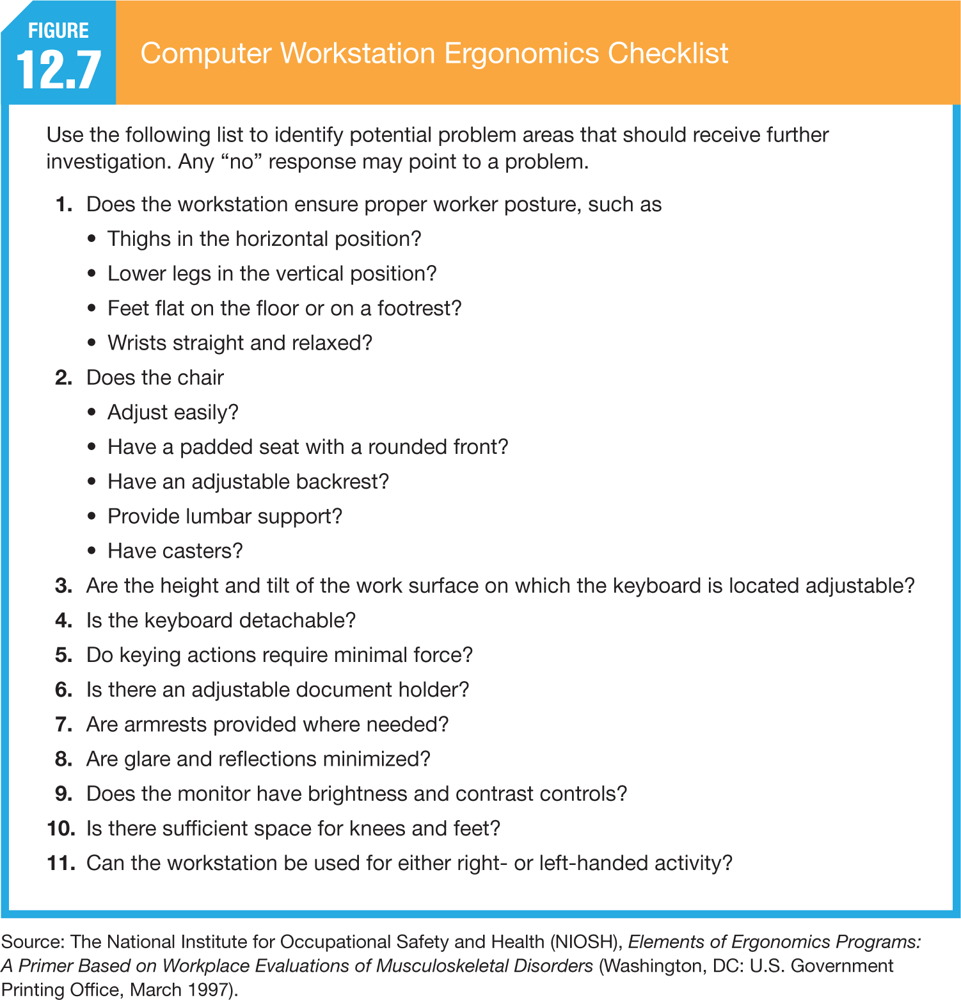 FIGURE
12.7
Computer Workstation Ergonomics Checklist
Use the following list to identify potential problem areas that should receive further
investigation. Any “no” response may point to a problem.
1. Does the workstation ensure proper worker posture, such as
• Thighs in the horizontal position?
• Lower legs in the vertical position?
• Feet flat on the floor or on a footrest?
• Wrists straight and relaxed?
2. Does the chair
• Adjust easily?
• Have a padded seat with a rounded front?
• Have an adjustable backrest?
• Provide lumbar support?
• Have casters?
3. Are the height and tilt of the work surface on which the keyboard is located adjustable?
4. Is the keyboard detachable?
5. Do keying actions require minimal force?
6. Is there an adjustable document holder?
7. Are armrests provided where needed?
8. Are glare and reflections minimized?
9. Does the monitor have brightness and contrast controls?
10. Is there sufficient space for knees and feet?
11. Can the workstation be used for either right- or left-handed activity?
Source: The National Institute for Occupational Safety and Health (NIOSH), Elements of Ergonomics Programs:
A Primer Based on Workplace Evaluations of Musculoskeletal Disorders (Washington, DC: U.S. Government
Printing Office, March 1997).